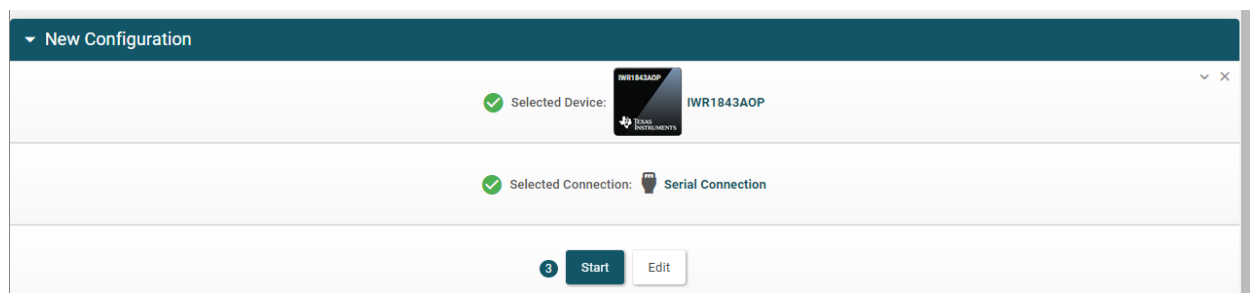 New Configuration
IWR1843AOP
Selected Device:
TEXAS
INSTRUMENTS
IWR1843AOP
Selected Connection: Serial Connection
3 Start Edit